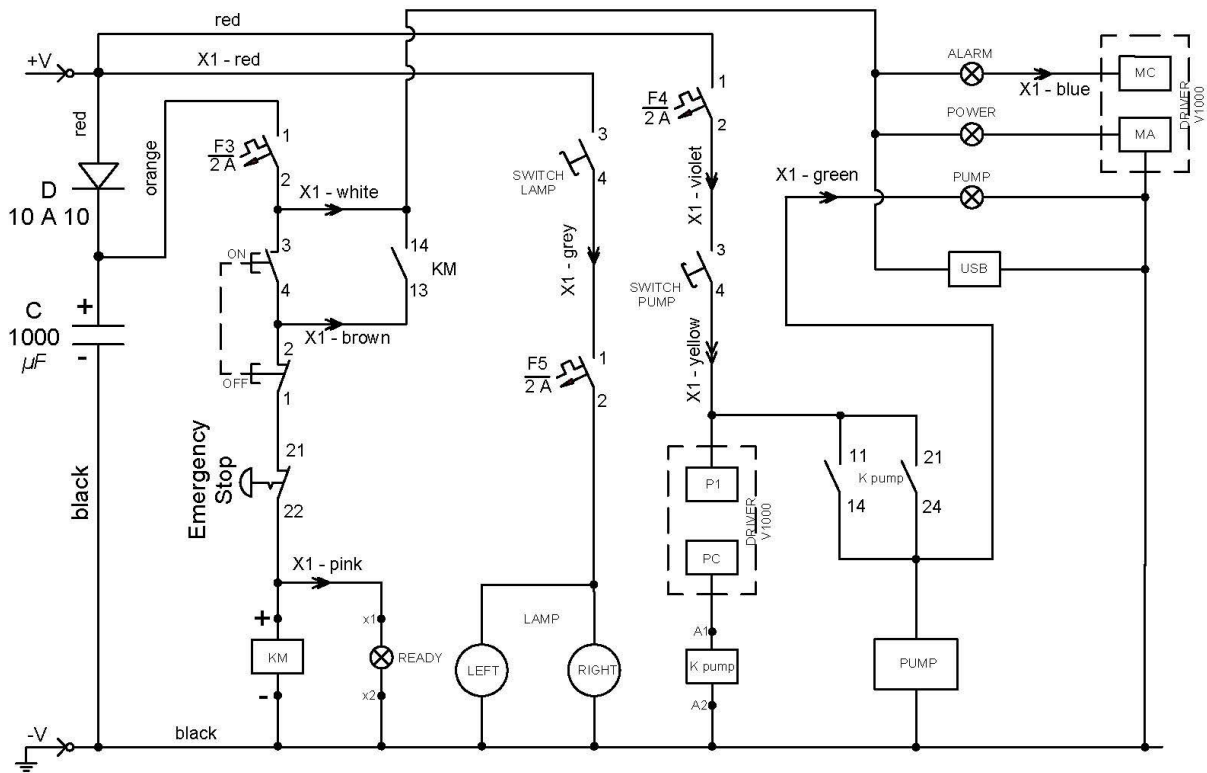 red
+V
X1 - red
red
orange
D
10 A 10
+
C
1000
µF
-
black
-V
black
F3
2 A
1
2
X1 - white
ON
3
4
14
KM
13
X1 - brown
2
OFF
1
Emergency
Stop
21
22
X1 - pink
+
KM
-
x1
READY
x2
3
SWITCH
LAMP
4
X1 - grey
F5
2 A
1
2
LAMP
LEFT
RIGHT
F4
2 A
1
2
X1 - violet
3
SWITCH
PUMP
4
X1 - yellow
P1
PC
DRIVER
V1000
A1
K pump
A2
11
14
K pump
21
24
PUMP
ALARM
X1 - blue
MC
POWER
MA
DRIVER
V1000
X1 - green
PUMP
USB